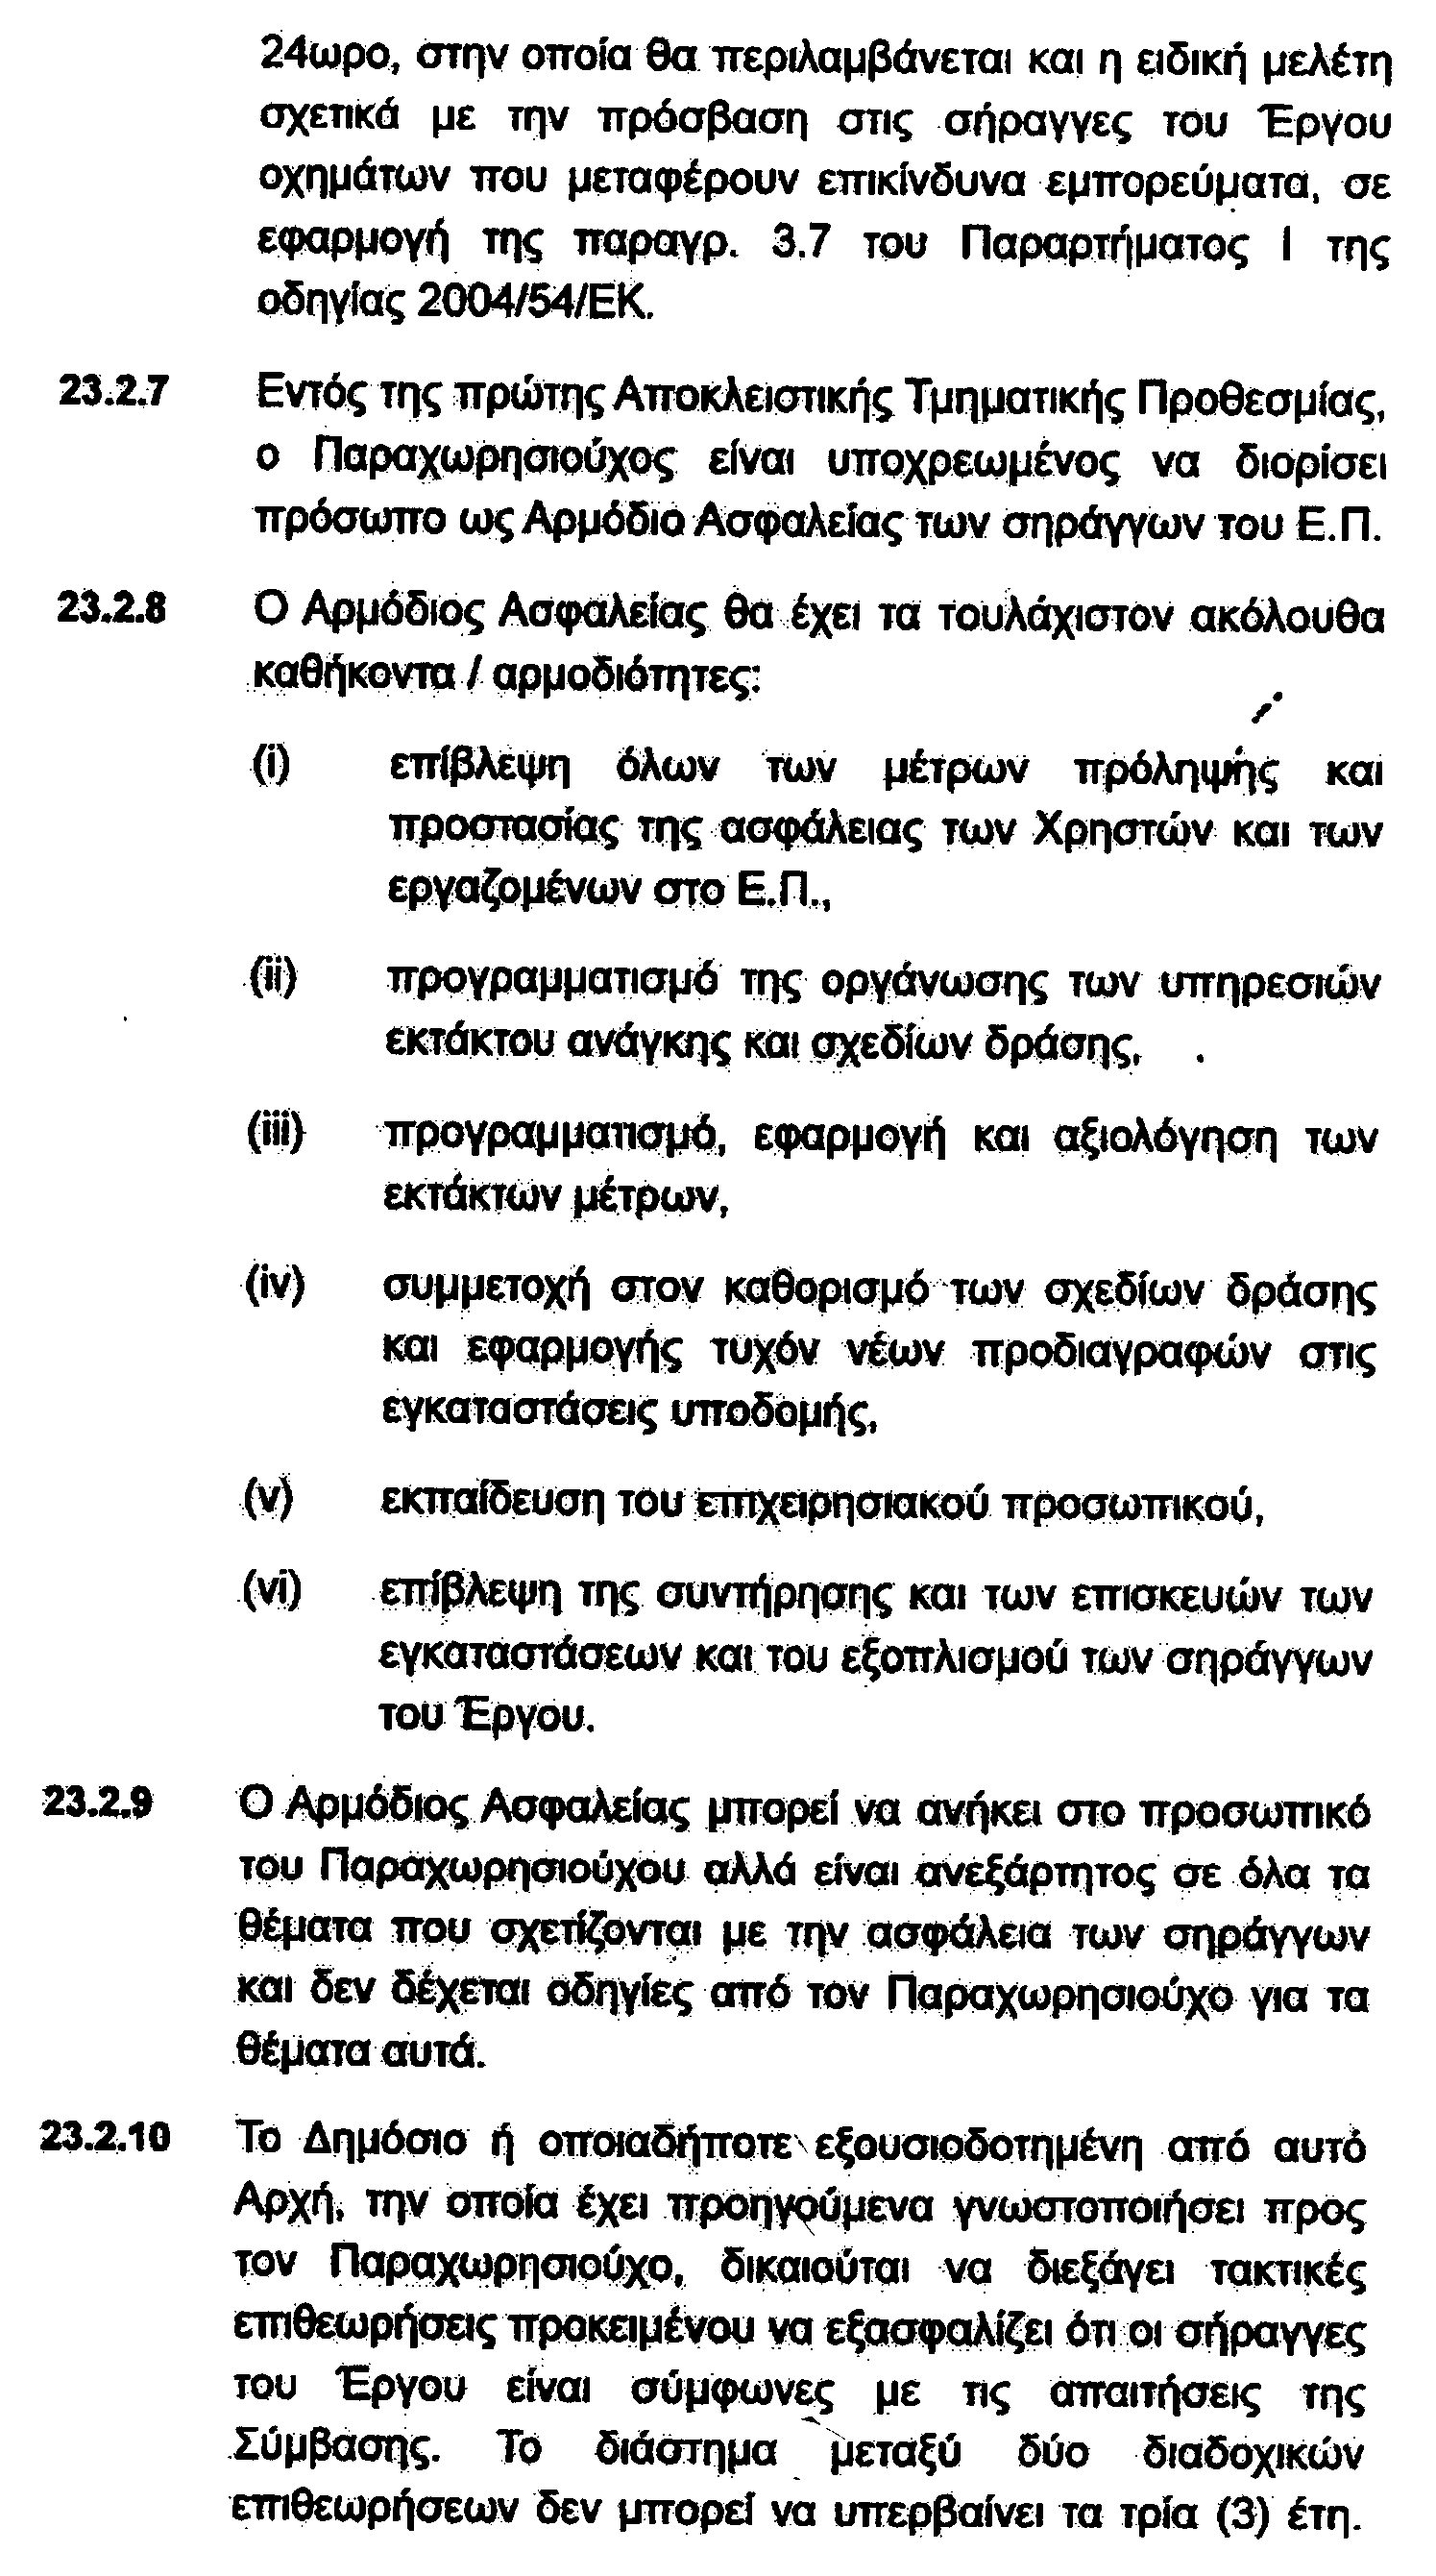 24ωρο, στην οποία θα περιλαμβάνεται και η ειδική μελέτη
σχετικά με την πρόσβαση στις σήραγγες του Έργου
οχημάτων που μεταφέρουν επικίνδυνα εμπορεύματα, σε
εφαρμογή της παραγρ. 3.7 του Παραρτήματος Ι της
οδηγίας 2004/54/ΕΚ.
23.2.7 Εντός της πρώτης Αποκλειστικής Τμηματικής Προθεσμίας,
ο Παραχωρησιούχος είναι υποχρεωμένος να διορίσει
πρόσωπο ως Αρμόδιο Ασφαλείας των σηράγγων του Ε.Π.
23.2.8 Ο Αρμόδιος Ασφαλείας θα έχει τα τουλάχιστον ακόλουθα
καθήκοντα / αρμοδιότητες:
(i) επίβλεψη όλων των μέτρων πρόληψής και
προστασίας της ασφάλειας των Χρηστών και των
εργαζομένων στο Ε.Π.,
(ii) προγραμματισμό της οργάνωσης των υπηρεσιών
εκτάκτου ανάγκης και σχεδίων δράσης,
(iii) προγραμματισμό, εφαρμογή και αξιολόγηση των
εκτάκτων μέτρων,
(iv) συμμετοχή στον καθορισμό των σχεδίων δράσης
και εφαρμογής τυχόν νέων προδιαγραφών στις
εγκαταστάσεις υποδομής,
(v) εκπαίδευση του επιχειρησιακού προσωπικού,
(vi) επίβλεψη της συντήρησης και των επισκευών των
εγκαταστάσεων και του εξοπλισμού των σηράγγων
του Έργου.
23.2.9 Ο Αρμόδιος Ασφαλείας μπορεί να ανήκει στο προσωπικό
του Παραχωρησιούχου αλλά είναι ανεξάρτητος σε όλα τα
θέματα που σχετίζονται με την ασφάλεια των σηράγγων
και δεν δέχεται οδηγίες από τον Παραχωρησιούχο για τα
θέματα αυτά.
23.2.10 Το Δημόσιο ή οποιαδήποτε εξουσιοδοτημένη από αυτό
Αρχή, την οποία έχει προηγούμενα γνωστοποιήσει προς
τον Παραχωρησιούχο, δικαιούται να διεξάγει τακτικές
επιθεωρήσεις προκειμένου να εξασφαλίζει ότι οι σήραγγες
του Έργου είναι σύμφωνες με τις απαιτήσεις της
Σύμβασης. Το διάστημα μεταξύ δύο διαδοχικών
επιθεωρήσεων δεν μπορεί να υπερβαίνει τα τρία (3) έτη.